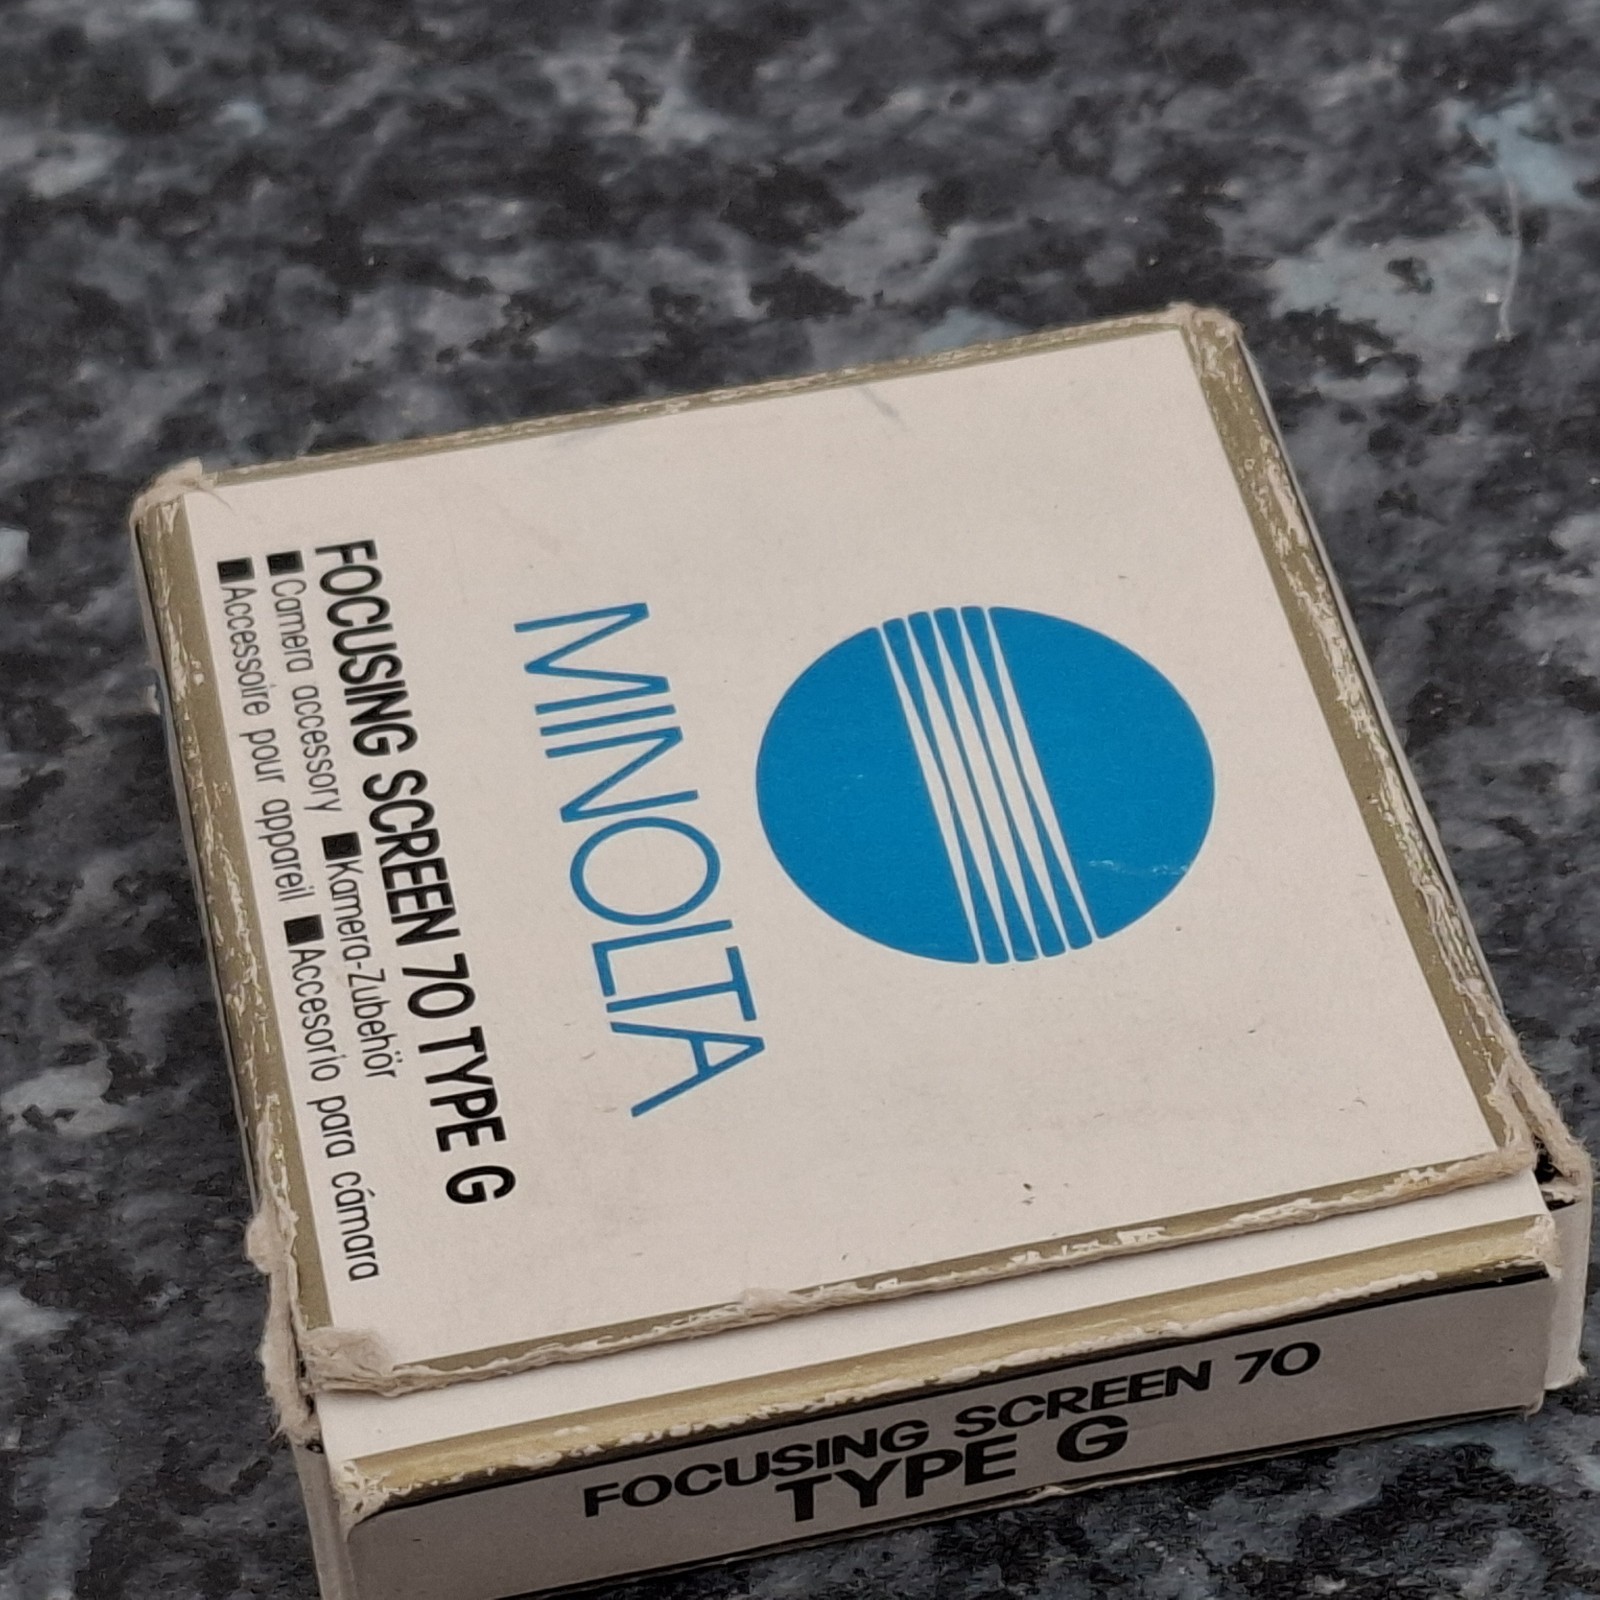 MINOLTA
FOCUSING SCREEN 70 TYPE G
■Camera accessory ■Kamera-Zubehör
■Accessoire pour appareil ■Accesorio para cámara
FOCUSING SCREEN 70
TYPE G